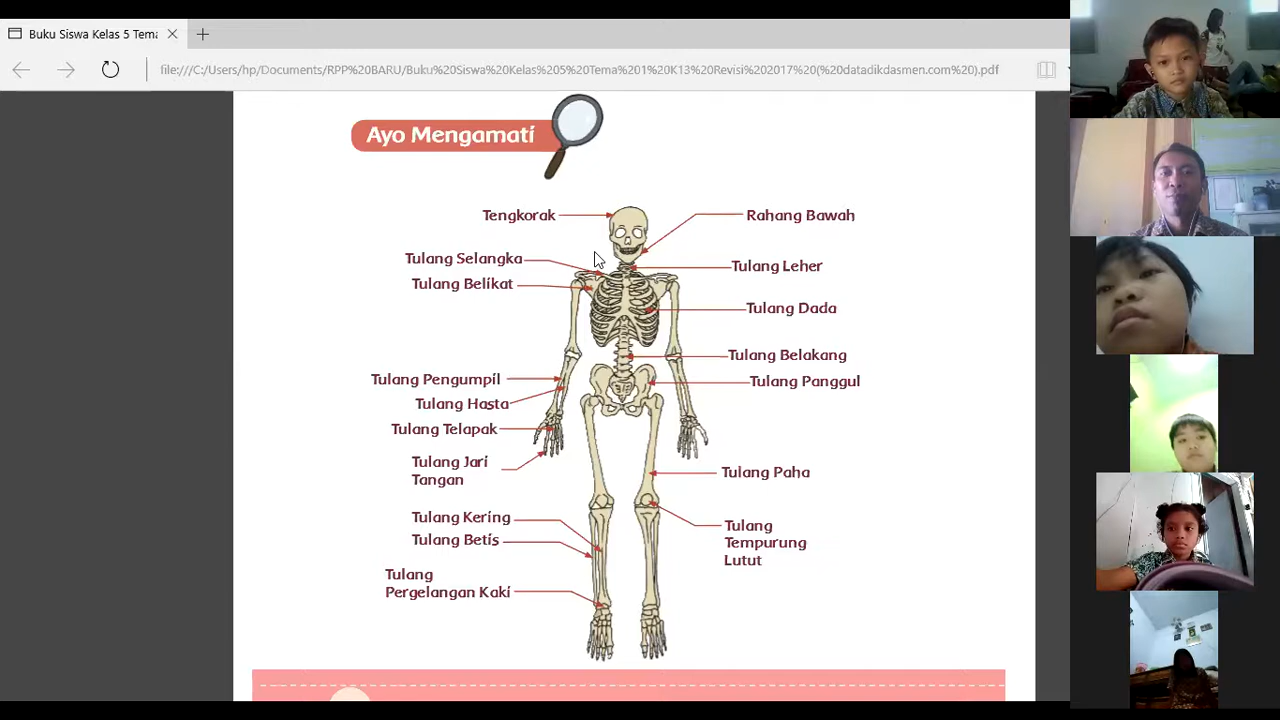 Buku Siswa Kelas 5 Tema
file:///C:/Users/hp/Documents/RPP%20BARU/Buku%20Siswa%20Kelas%205%20Tema%201%20K13%20Revisi%202017%20(%20datadikdasmen.com%20).pdf
Ayo Mengamati
Tengkorak
Rahang Bawah
Tulang Selangka
Tulang Leher
Tulang Belikat
Tulang Dada
Tulang Belakang
Tulang Pengumpil
Tulang Panggul
Tulang Hasta
Tulang Telapak
Tulang Jari
Tangan
Tulang Paha
Tulang Kering
Tulang
Tempurung
Lutut
Tulang Betis
Tulang
Pergelangan Kaki